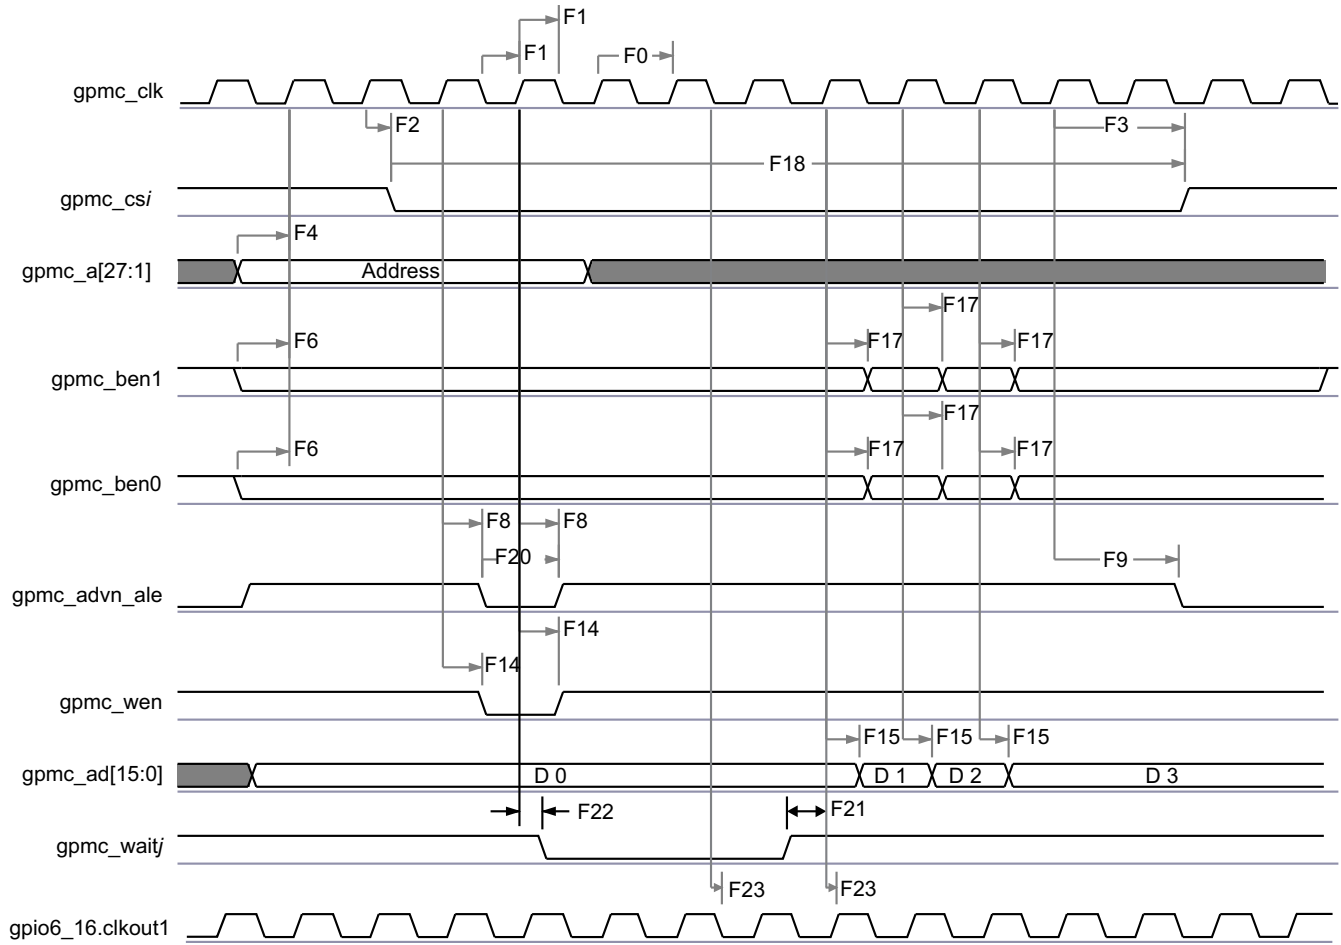 F1
F1
F0
gpmc_clk
F2
F3
F18
gpmc_csi
F4
gpmc_a[27:1]
Address
F17
F6
F17
F17
gpmc_ben1
F17
F6
F17
F17
gpmc_ben0
F8
F8
F20
F9
gpmc_advn_ale
F14
F14
gpmc_wen
F15
F15
F15
gpmc_ad[15:0]
D 0
D 1
D 2
D 3
F22
F21
gpmc_waitj
F23
F23
gpio6_16.clkout1